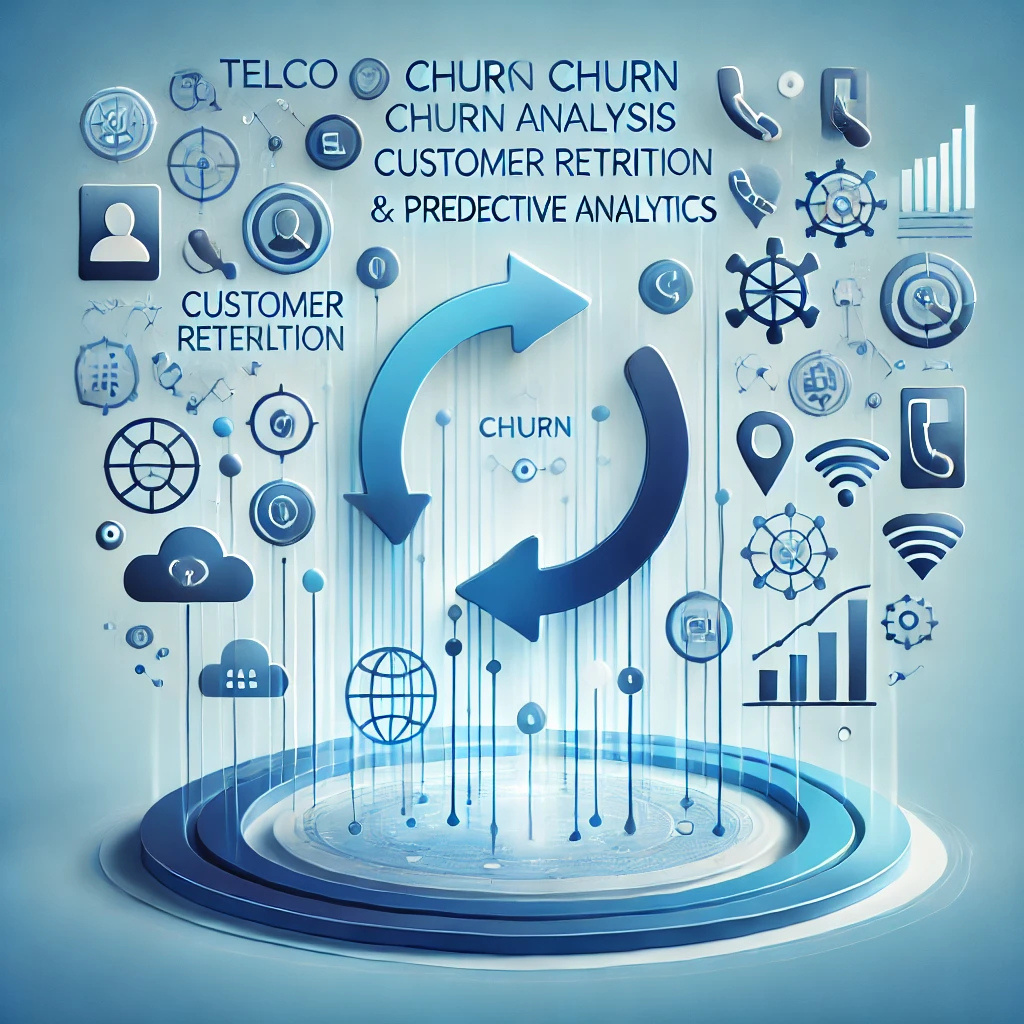 TELCO CHURN CHURN
CHURN ANALYSIS
CUSTOMER RETRITION
& PREDECTIVE ANALYTICS
CUSTOMER
RETERLTION
CHURN